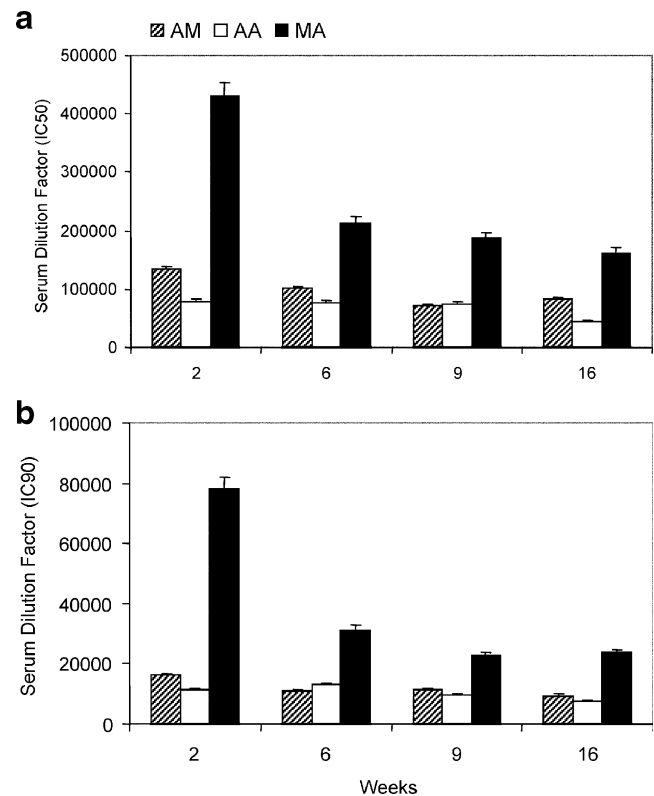 a
AM AA MA
Serum Dilution Factor (IC50)
500000
400000
300000
200000
100000
0
2 6 9 16
b
Serum Dilution Factor (IC90)
100000
80000
60000
40000
20000
0
2 6 9 16
Weeks